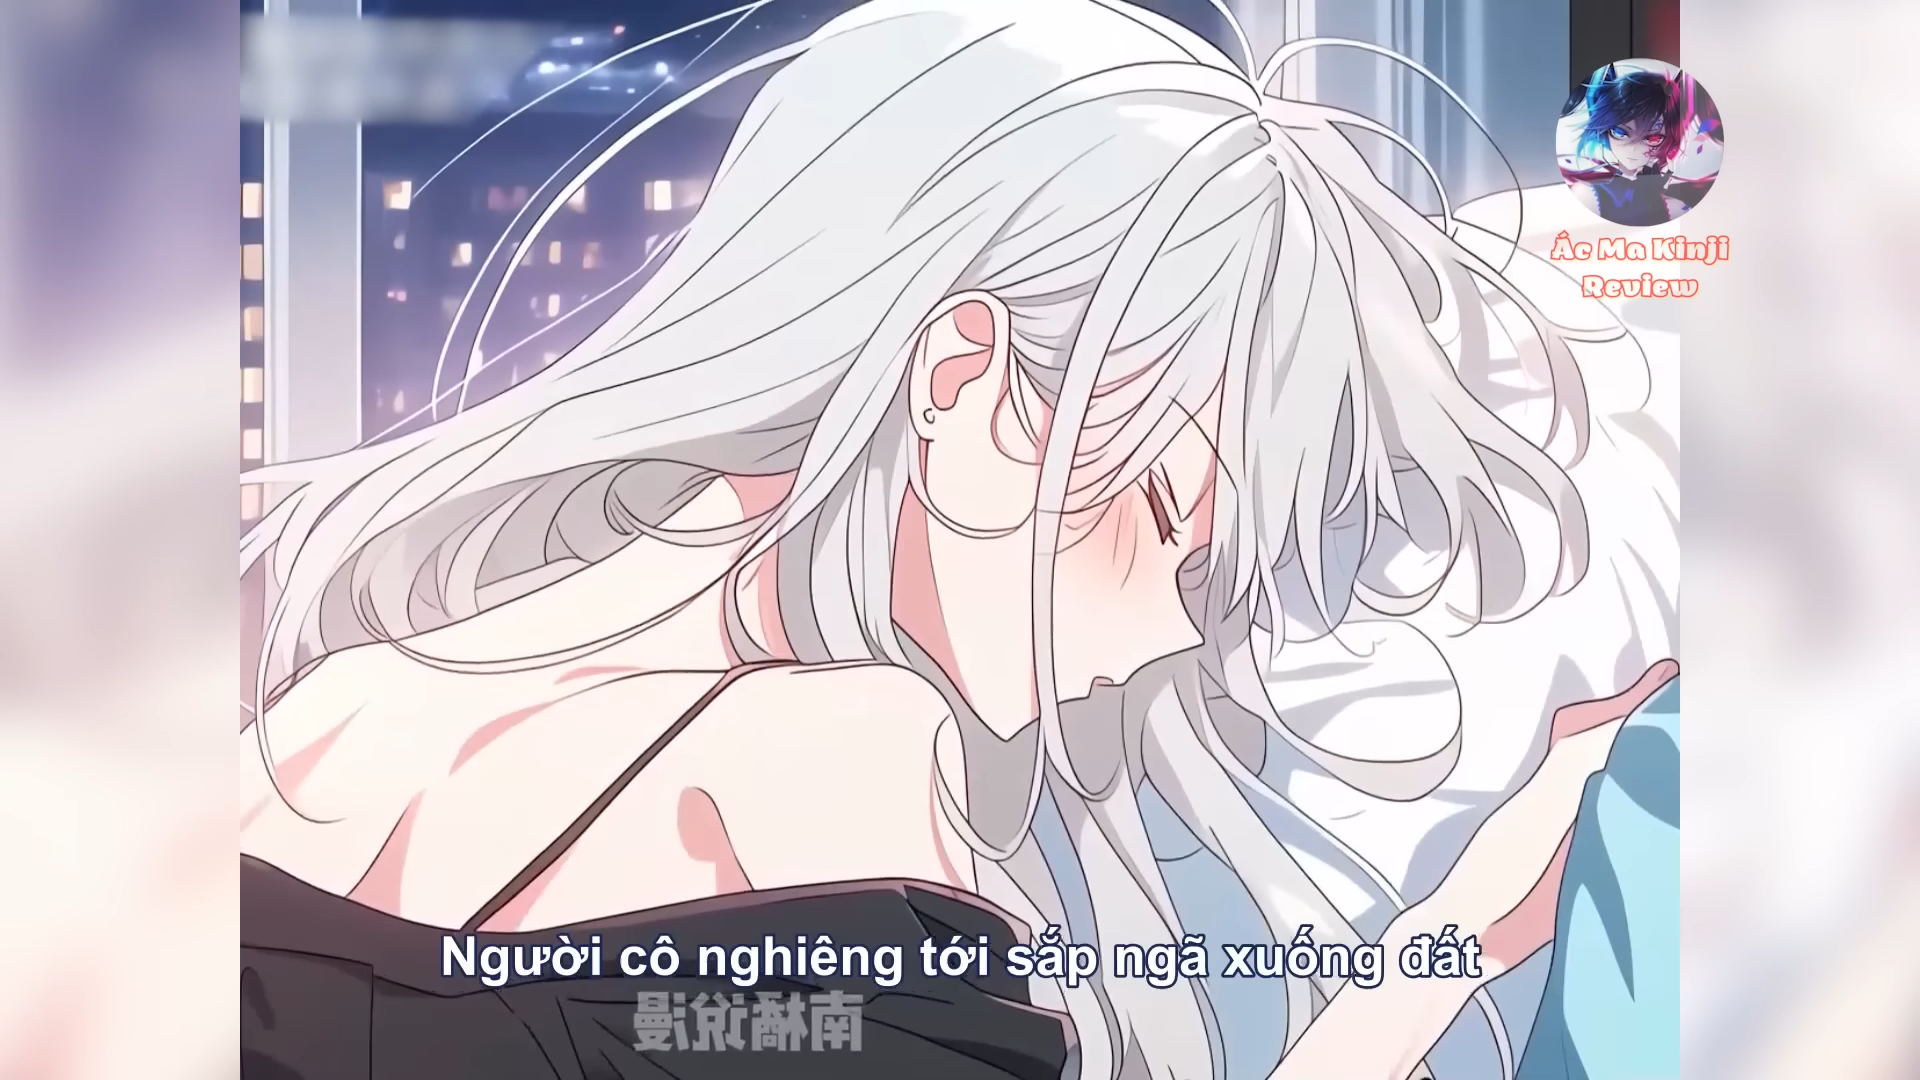 Ác Ma Kinji
Review
Người cô nghiêng tới sắp ngã xuống đất
南橘说漫